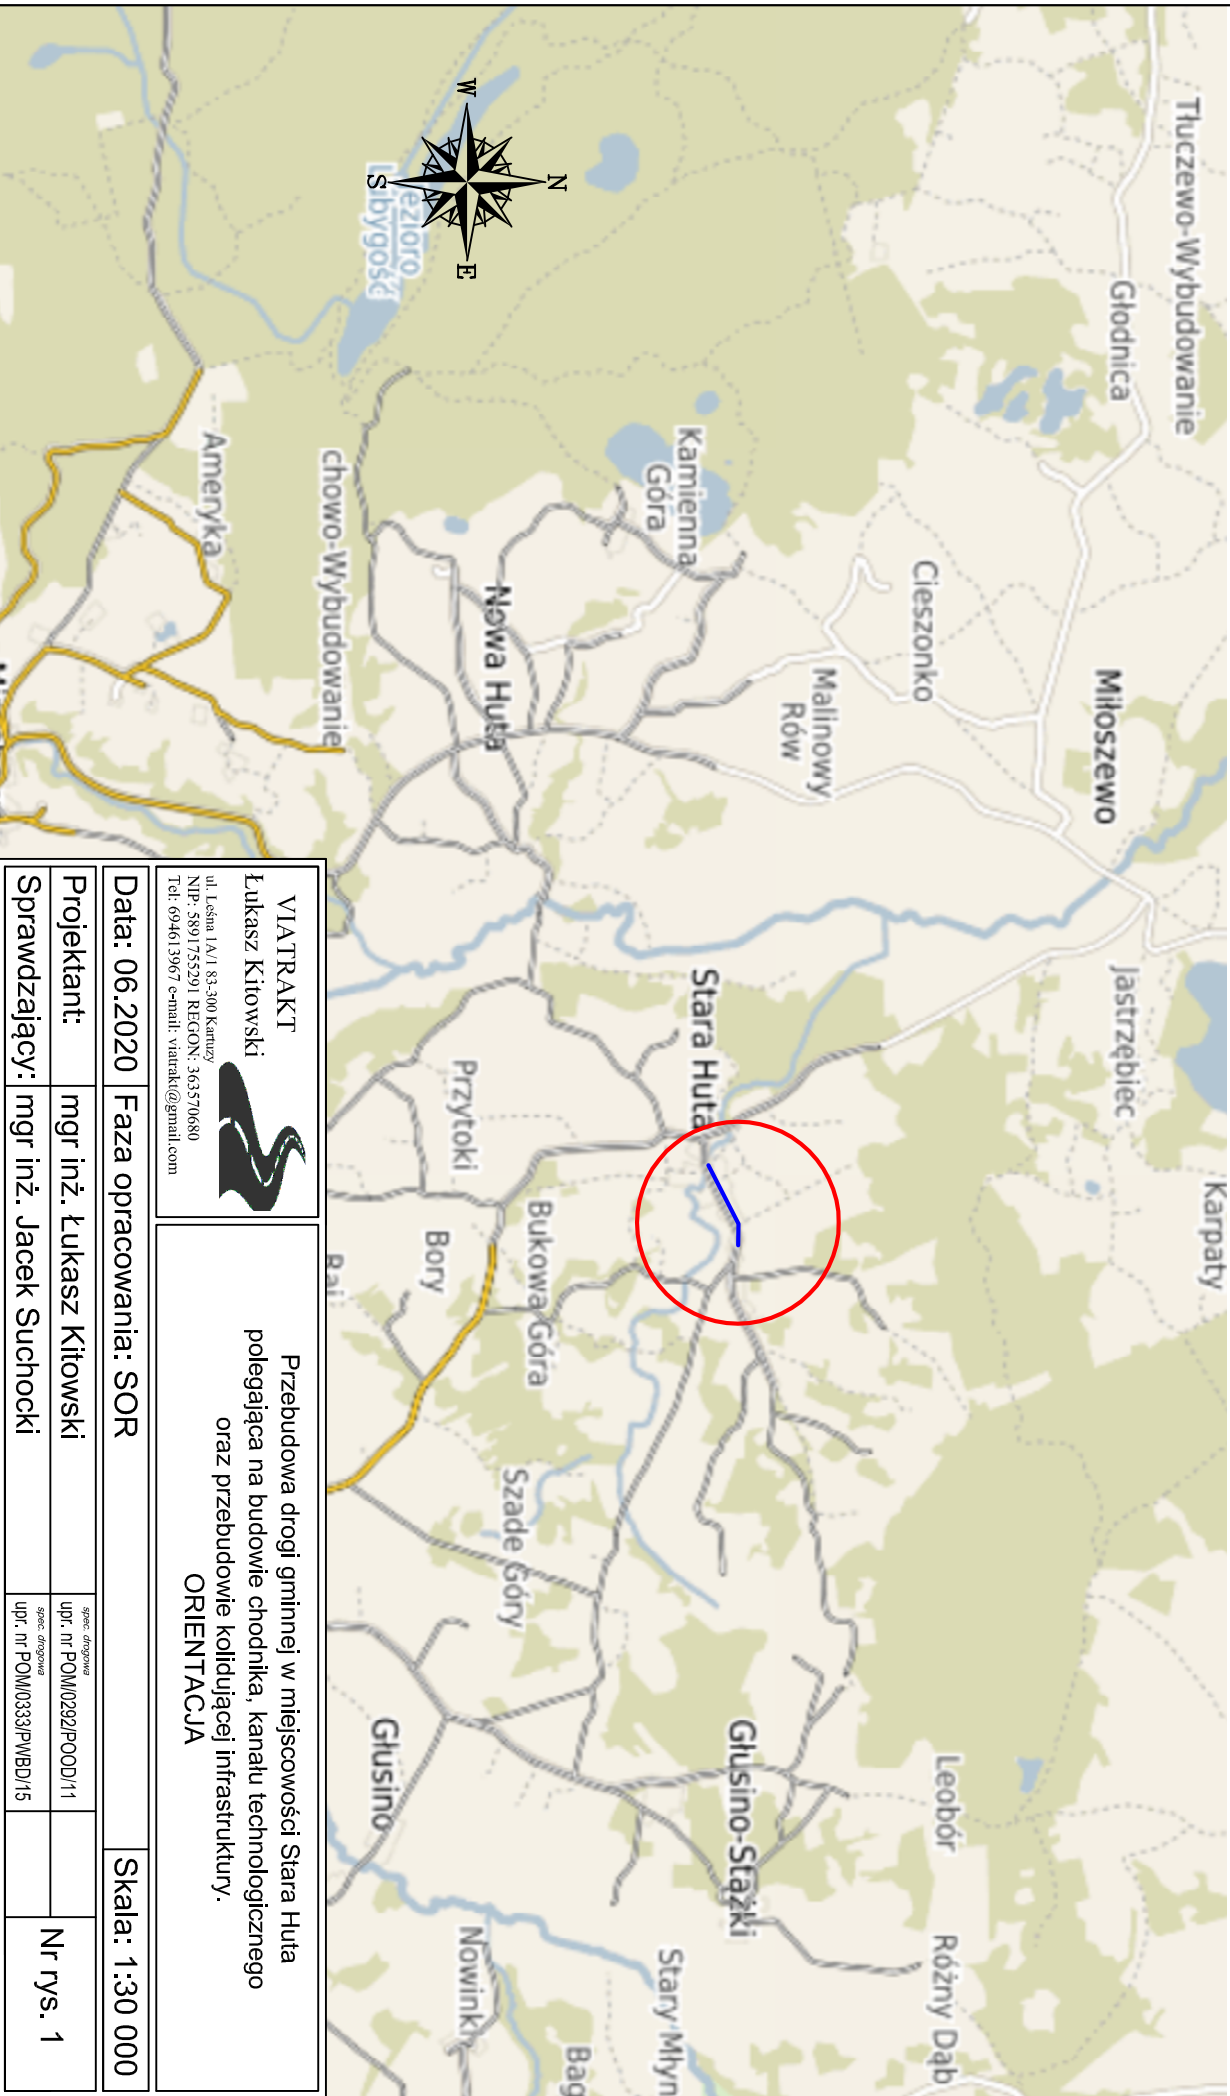 Tłuczewo-Wybudowanie
Głodnica
Karpaty
Jastrzębiec
Miłoszewo
Leobór
Różny Dąb
Cieszonko
Malinowy
Rów
Kamienna
Góra
Stara Huta
Głusino-Stążki
Stary Młyn
N
W
E
S
Jezioro
Nowa Huta
Bukowa Góra
Szade Góry
Przytoki
Bory
Nowinki
Głusino
chowo-Wybudowanie
Ameryka
VIATRAKT
Łukasz Kitowski
ul. Leśna 1A/1 83-300 Kartuzy
NIP: 5891755291 REGON: 363570680
Tel: 694613967 e-mail: viatrakt@gmail.com
Przebudowa drogi gminnej w miejscowości Stara Huta
polegająca na budowie chodnika, kanału technologicznego
oraz przebudowie kolidującej infrastruktury.
ORIENTACJA
Data: 06.2020 Faza opracowania: SOR Skala: 1:30 000
Projektant: mgr inż. Łukasz Kitowski
spec. drogowa
upr. nr POM/0292/POOD/11
Sprawdzający: mgr inż. Jacek Suchocki
spec. drogowa
upr. nr POM/0333/PWBD/15
Nr rys. 1